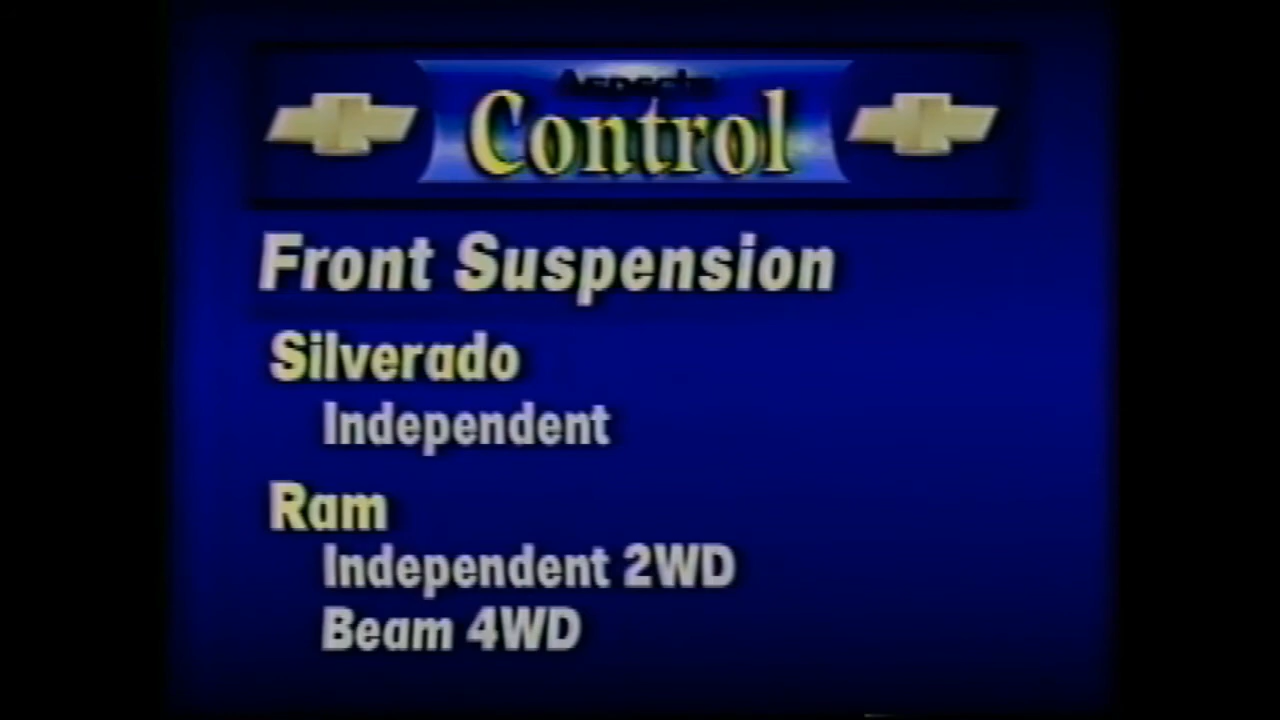 Control
Front Suspension
Silverado
Independent
Ram
Independent 2WD
Beam 4WD